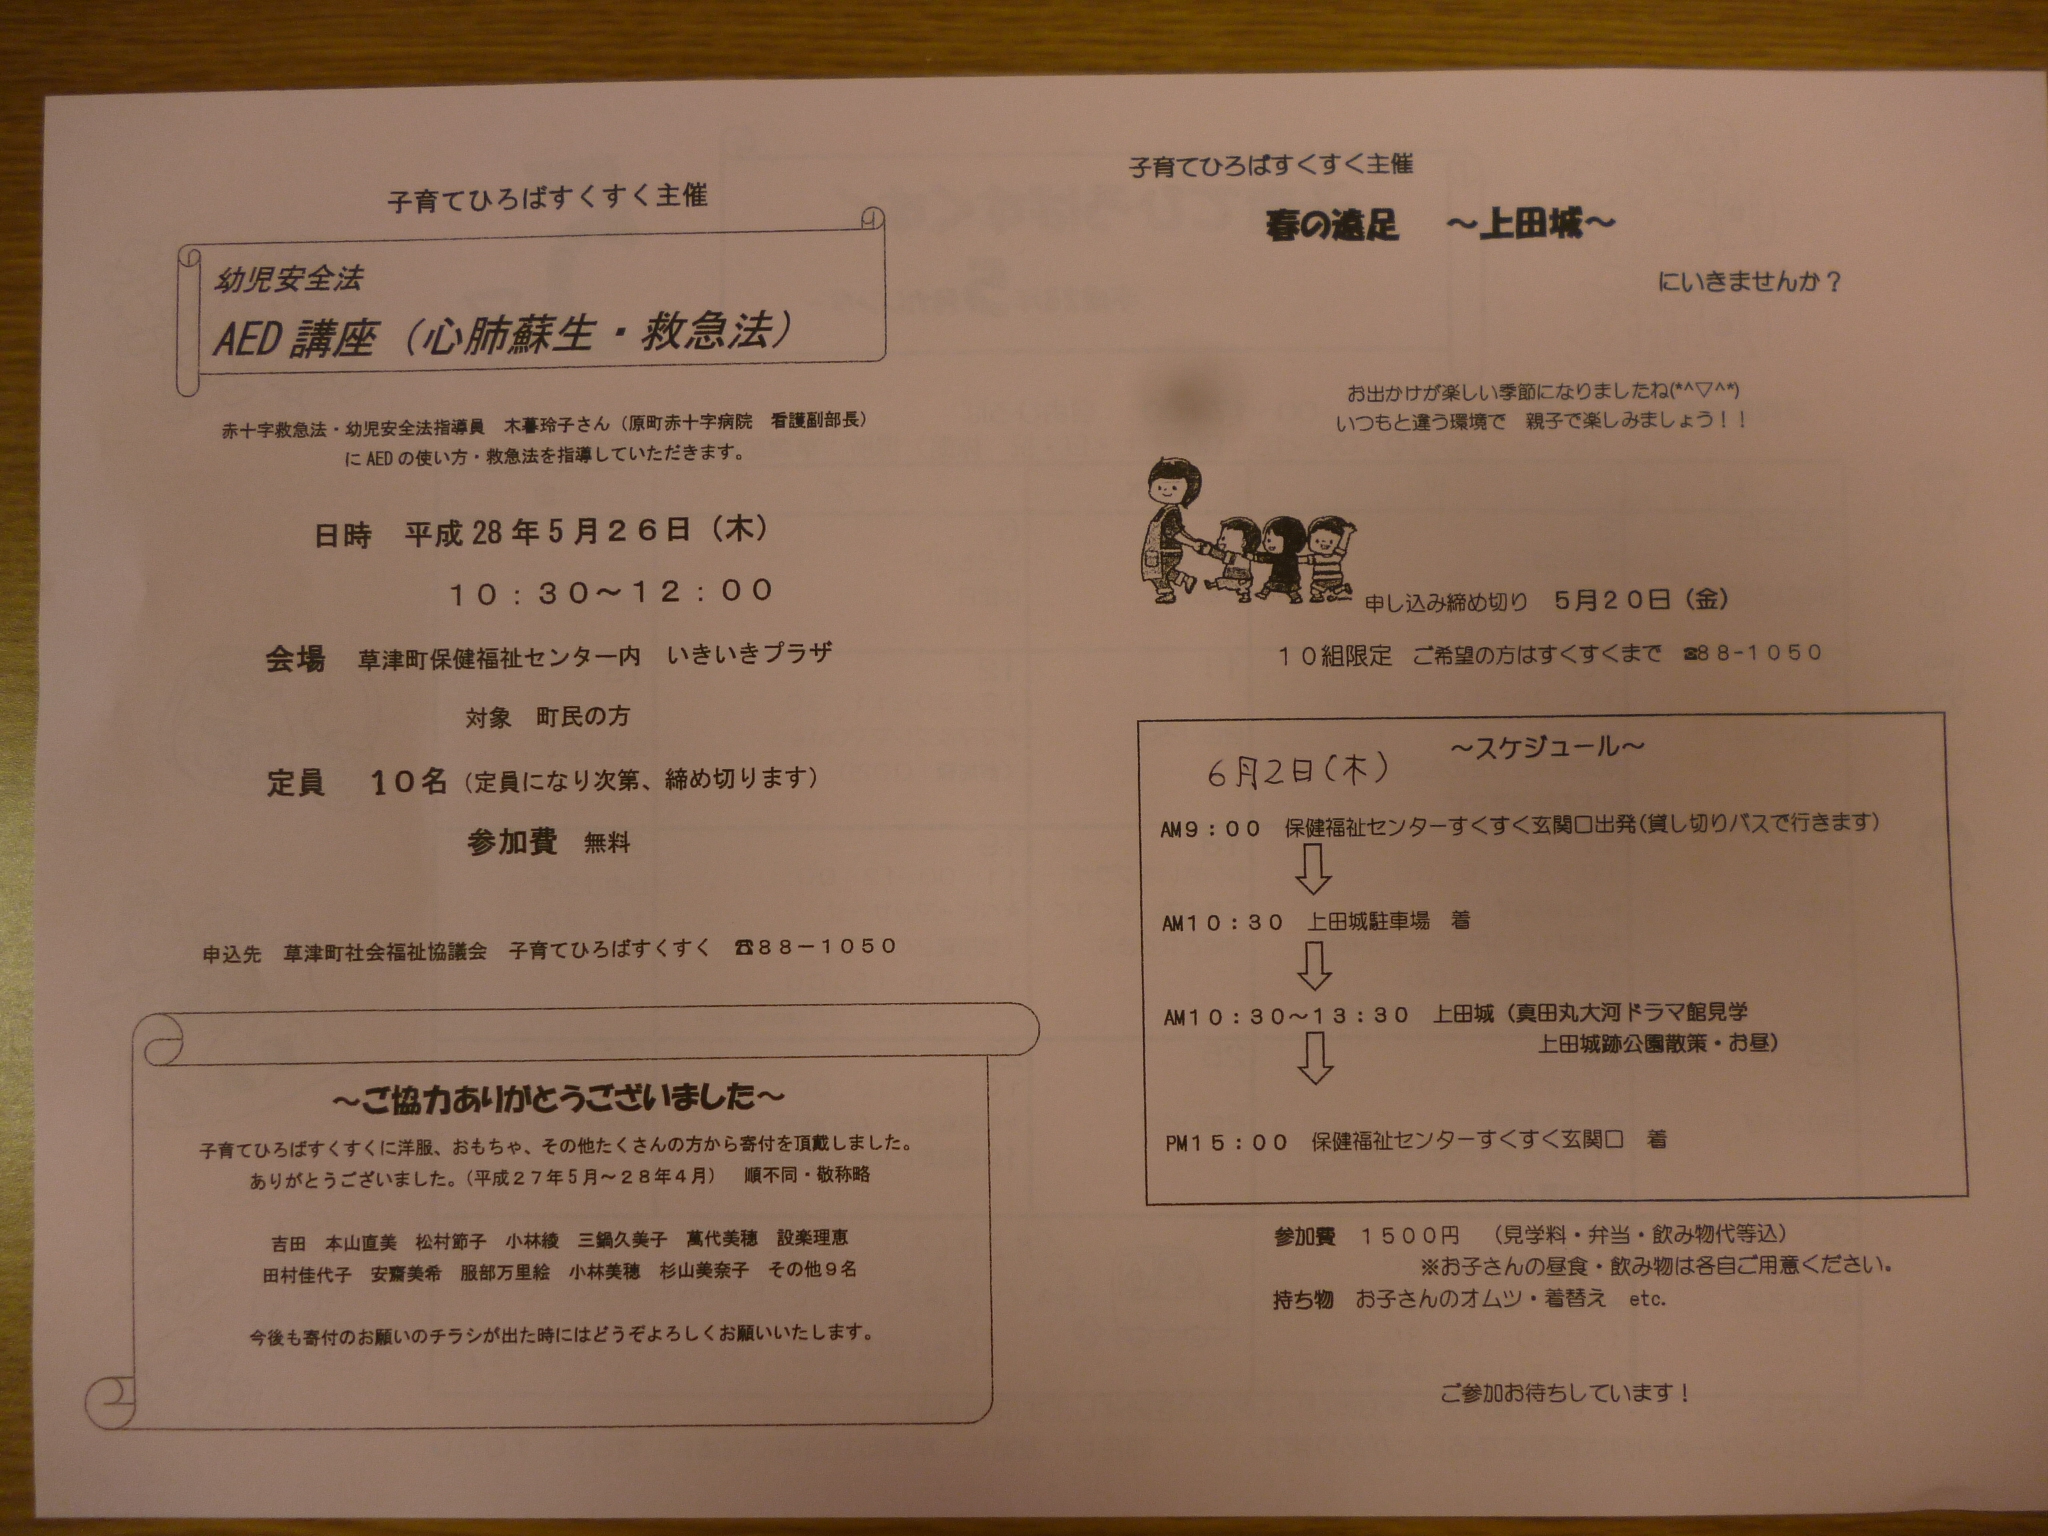 子育てひろばすくすく主催
幼児安全法
AED 講座（心肺蘇生・救急法）
赤十字救急法・幼児安全法指導員　木暮玲子さん（原町赤十字病院　看護副部長）
に AED の使い方・救急法を指導していただきます。
日時　平成 28 年 5 月２６日（木）
１０：３０～１２：００
会場　草津町保健福祉センター内　いきいきプラザ
対象　町民の方
定員　１０名（定員になり次第、締め切ります）
参加費　無料
申込先　草津町社会福祉協議会　子育てひろばすくすく　☎８８－１０５０
～ご協力ありがとうございました～
子育てひろばすくすくに洋服、おもちゃ、その他たくさんの方から寄付を頂戴しました。
ありがとうございました。（平成２７年５月～２８年４月）　順不同・敬称略
吉田　本山直美　松村節子　小林綾　三鍋久美子　萬代美穂　設楽理恵
田村佳代子　安齋美希　服部万里絵　小林美穂　杉山美奈子　その他９名
今後も寄付のお願いのチラシが出た時にはどうぞよろしくお願いいたします。
子育てひろばすくすく主催
春の遠足　～上田城～
にいきませんか？
お出かけが楽しい季節になりましたね(*^▽^*)
いつもと違う環境で　親子で楽しみましょう！！
申し込み締め切り　５月２０日（金）
１０組限定　ご希望の方はすくすくまで　☎８８-１０５０
～スケジュール～
6月2日(木)
AM９：００　保健福祉センターすくすく玄関口出発（貸し切りバスで行きます）
AM１０：３０　上田城駐車場　着
AM１０：３０～１３：３０　上田城（真田丸大河ドラマ館見学
上田城跡公園散策・お昼）
PM１５：００　保健福祉センターすくすく玄関口　着
参加費　１５００円　（見学料・弁当・飲み物代等込）
※お子さんの昼食・飲み物は各自ご用意ください。
持ち物　お子さんのオムツ・着替え　etc.
ご参加お待ちしています！